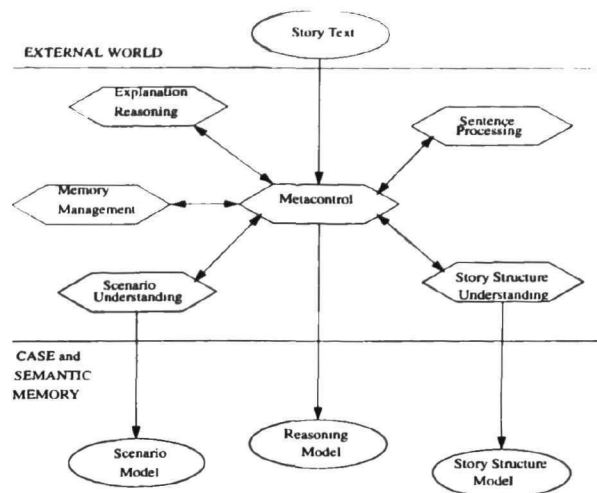 Story Text
EXTERNAL WORLD
Explanation
Reasoning
Sentence
Processing
Memory
Management
Metacontrol
Scenario
Understanding
Story Structure
Understanding
CASE and
SEMANTIC
MEMORY
Scenario
Model
Reasoning
Model
Story Structure
Model